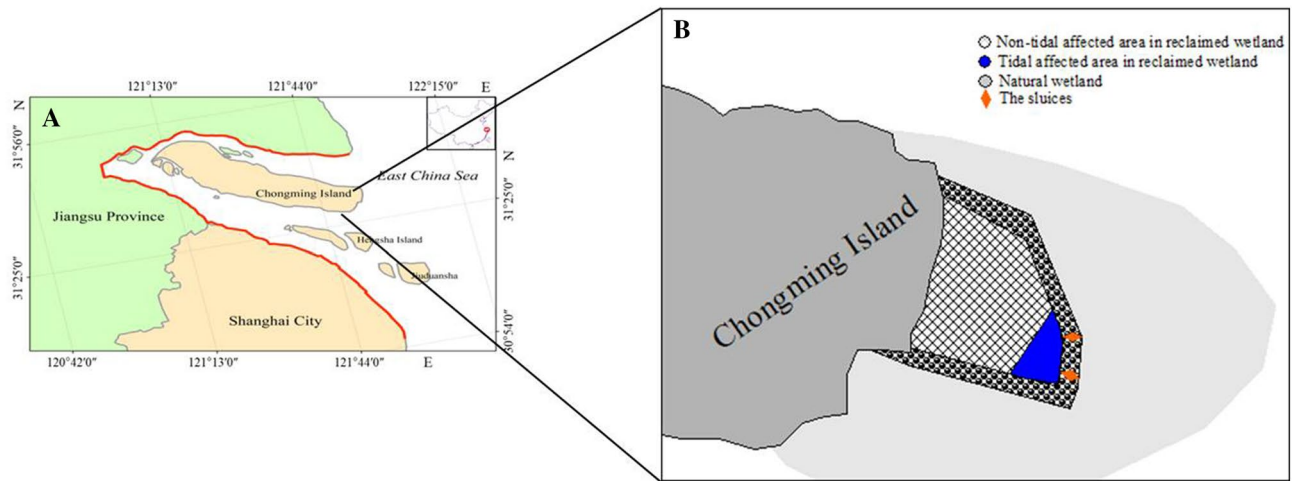 A
121°13'0"
121°44'0"
122°15'0"
E
N
31°56'0"
N
East China Sea
Chongming Island
31°25'0"
Jiangsu Province
Hengsha Island
Jiuduansha
31°25'0"
Shanghai City
30°54'0"
120°42'0"
121°13'0"
121°44'0"
E
B
Non-tidal affected area in reclaimed wetland
Tidal affected area in reclaimed wetland
Natural wetland
The sluices
Chongming Island